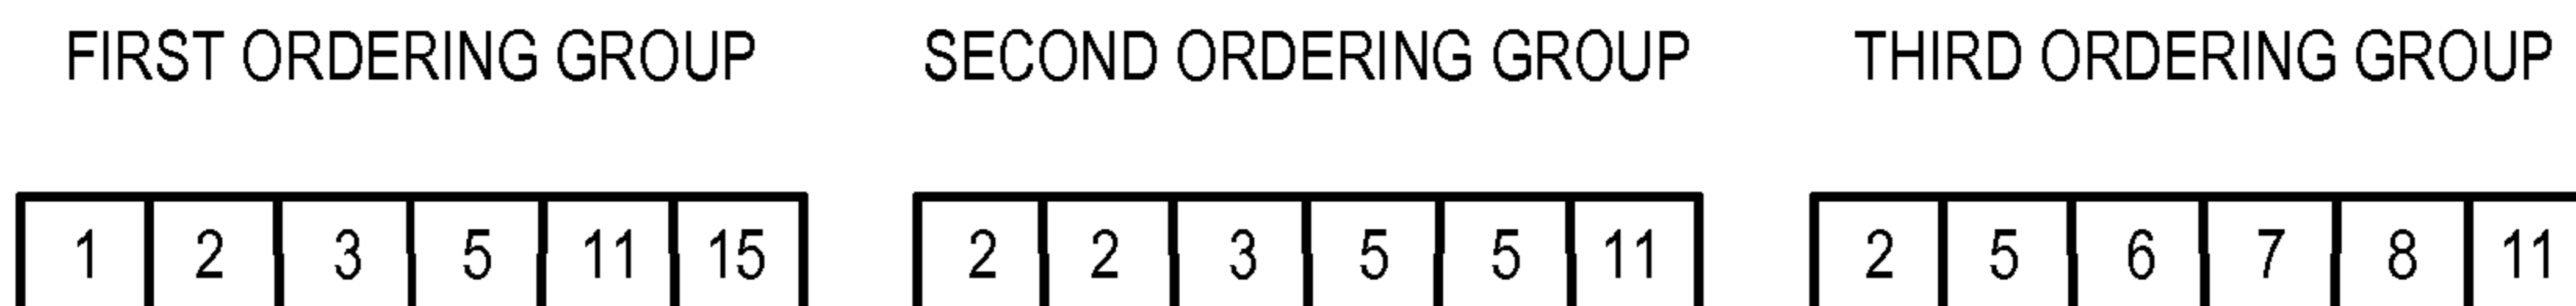 FIRST ORDERING GROUP SECOND ORDERING GROUP THIRD ORDERING GROUP
1 2 3 5 11 15 2 2 3 5 5 11 2 5 6 7 8 11